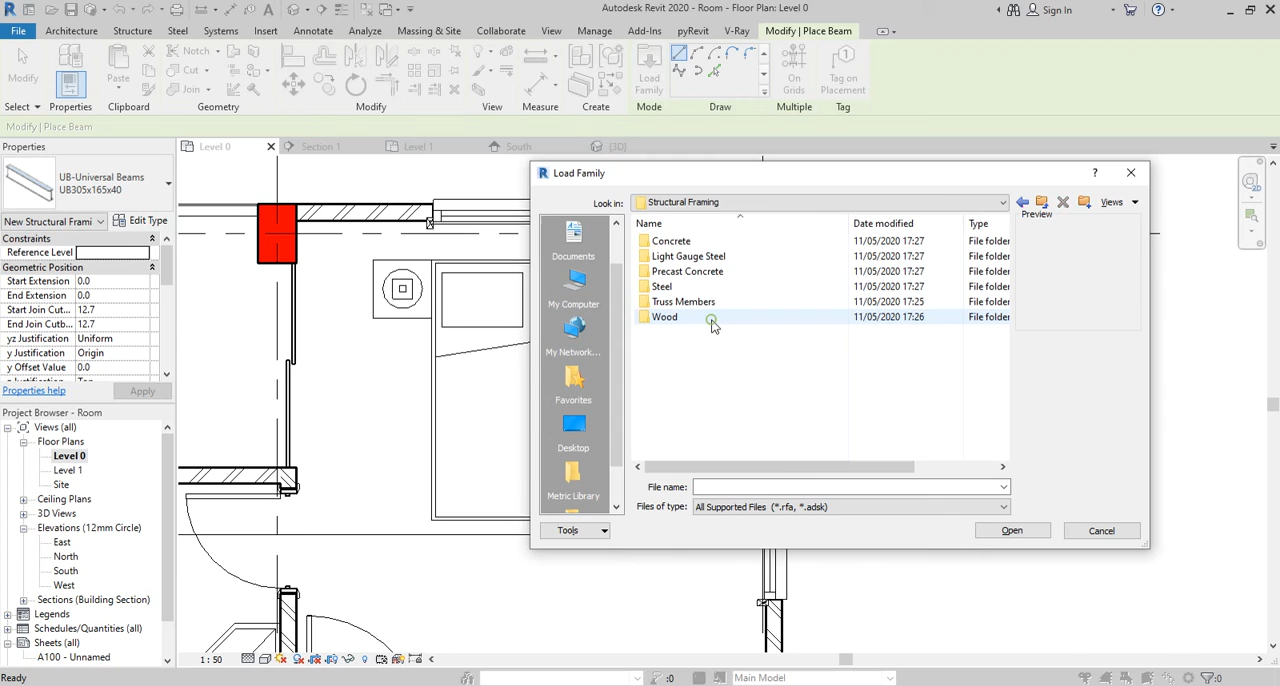 Autodesk Revit 2020 - Room - Floor Plan: Level 0
Sign In
File Architecture Structure Steel Systems Insert Annotate Analyze Massing & Site Collaborate View Manage Add-Ins pyRevit V-Ray Modify | Place Beam
Modify
Paste
Notch
Cut
Join
Load
Family
On
Grids
Tag on
Placement
Select Properties Clipboard Geometry Modify View Measure Create Mode Draw Multiple Tag
Modify | Place Beam
Properties
Level 0
Section 1
Level 1
South
{3D}
UB-Universal Beams
UB305x165x40
New Structural Frami
Edit Type
Constraints
Reference Level
Geometric Position
Start Extension 0.0
End Extension 0.0
Start Join Cut... 12.7
End Join Cutb... 12.7
yz Justification Uniform
y Justification Origin
y Offset Value 0.0
Properties help
Apply
Project Browser - Room
Views (all)
Floor Plans
Level 0
Level 1
Site
Ceiling Plans
3D Views
Elevations (12mm Circle)
East
North
South
West
Sections (Building Section)
Legends
Schedules/Quantities (all)
Sheets (all)
A100 - Unnamed
Load Family
Look in:
Structural Framing
Views
Preview
Name Date modified Type
Concrete 11/05/2020 17:27 File folder
Light Gauge Steel 11/05/2020 17:27 File folder
Precast Concrete 11/05/2020 17:27 File folder
Steel 11/05/2020 17:27 File folder
Truss Members 11/05/2020 17:25 File folder
Wood 11/05/2020 17:26 File folder
Documents
My Computer
My Network...
Favorites
Desktop
Metric Library
File name:
Files of type: All Supported Files (*.rfa, *.adsk)
Tools
Open
Cancel
1 : 50
Ready
:0
Main Model
:0